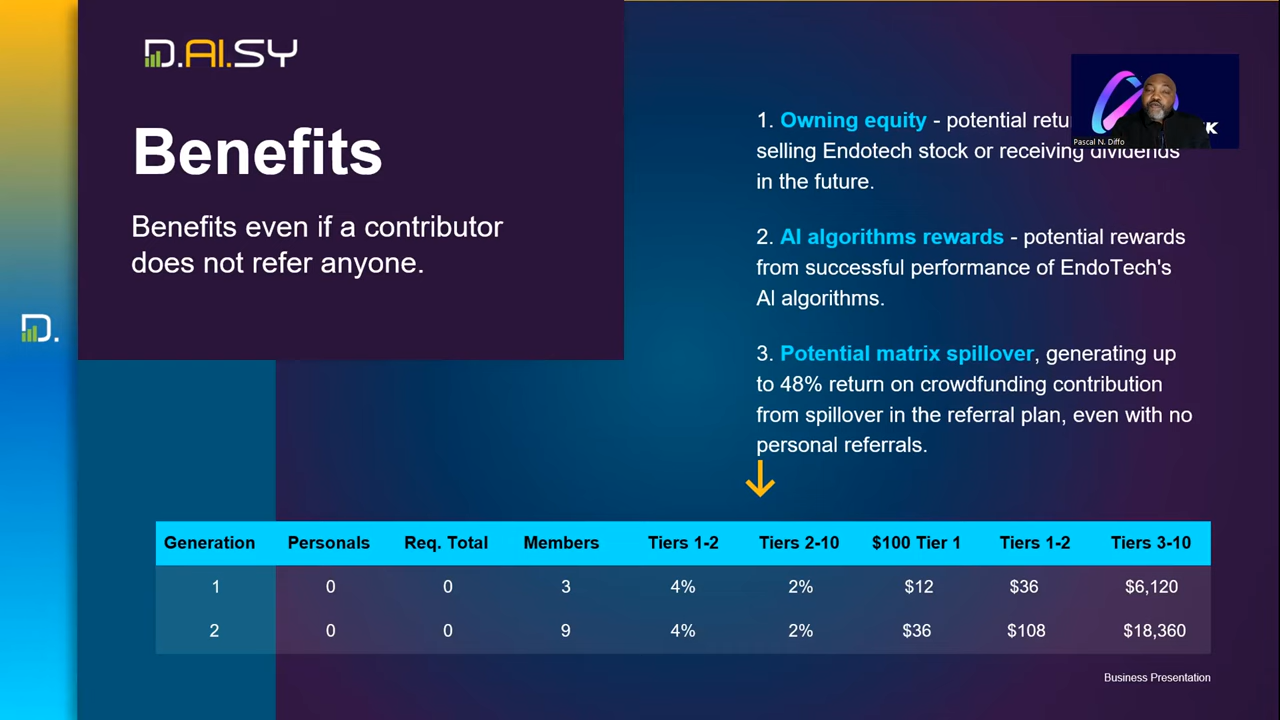 D.AI.SY
Benefits
Benefits even if a contributor
does not refer anyone.
D.
1. Owning equity - potential
selling Endotech stock or receiving dividends
in the future.
2. AI algorithms rewards - potential rewards
from successful performance of EndoTech's
AI algorithms.
3. Potential matrix spillover, generating up
to 48% return on crowdfunding contribution
from spillover in the referral plan, even with no
personal referrals.
Pascal N. Diffo
Generation Personals Req. Total Members Tiers 1-2 Tiers 2-10 $100 Tier 1 Tiers 1-2 Tiers 3-10
1 0 0 3 4% 2% $12 $36 $6,120
2 0 0 9 4% 2% $36 $108 $18,360
Business Presentation